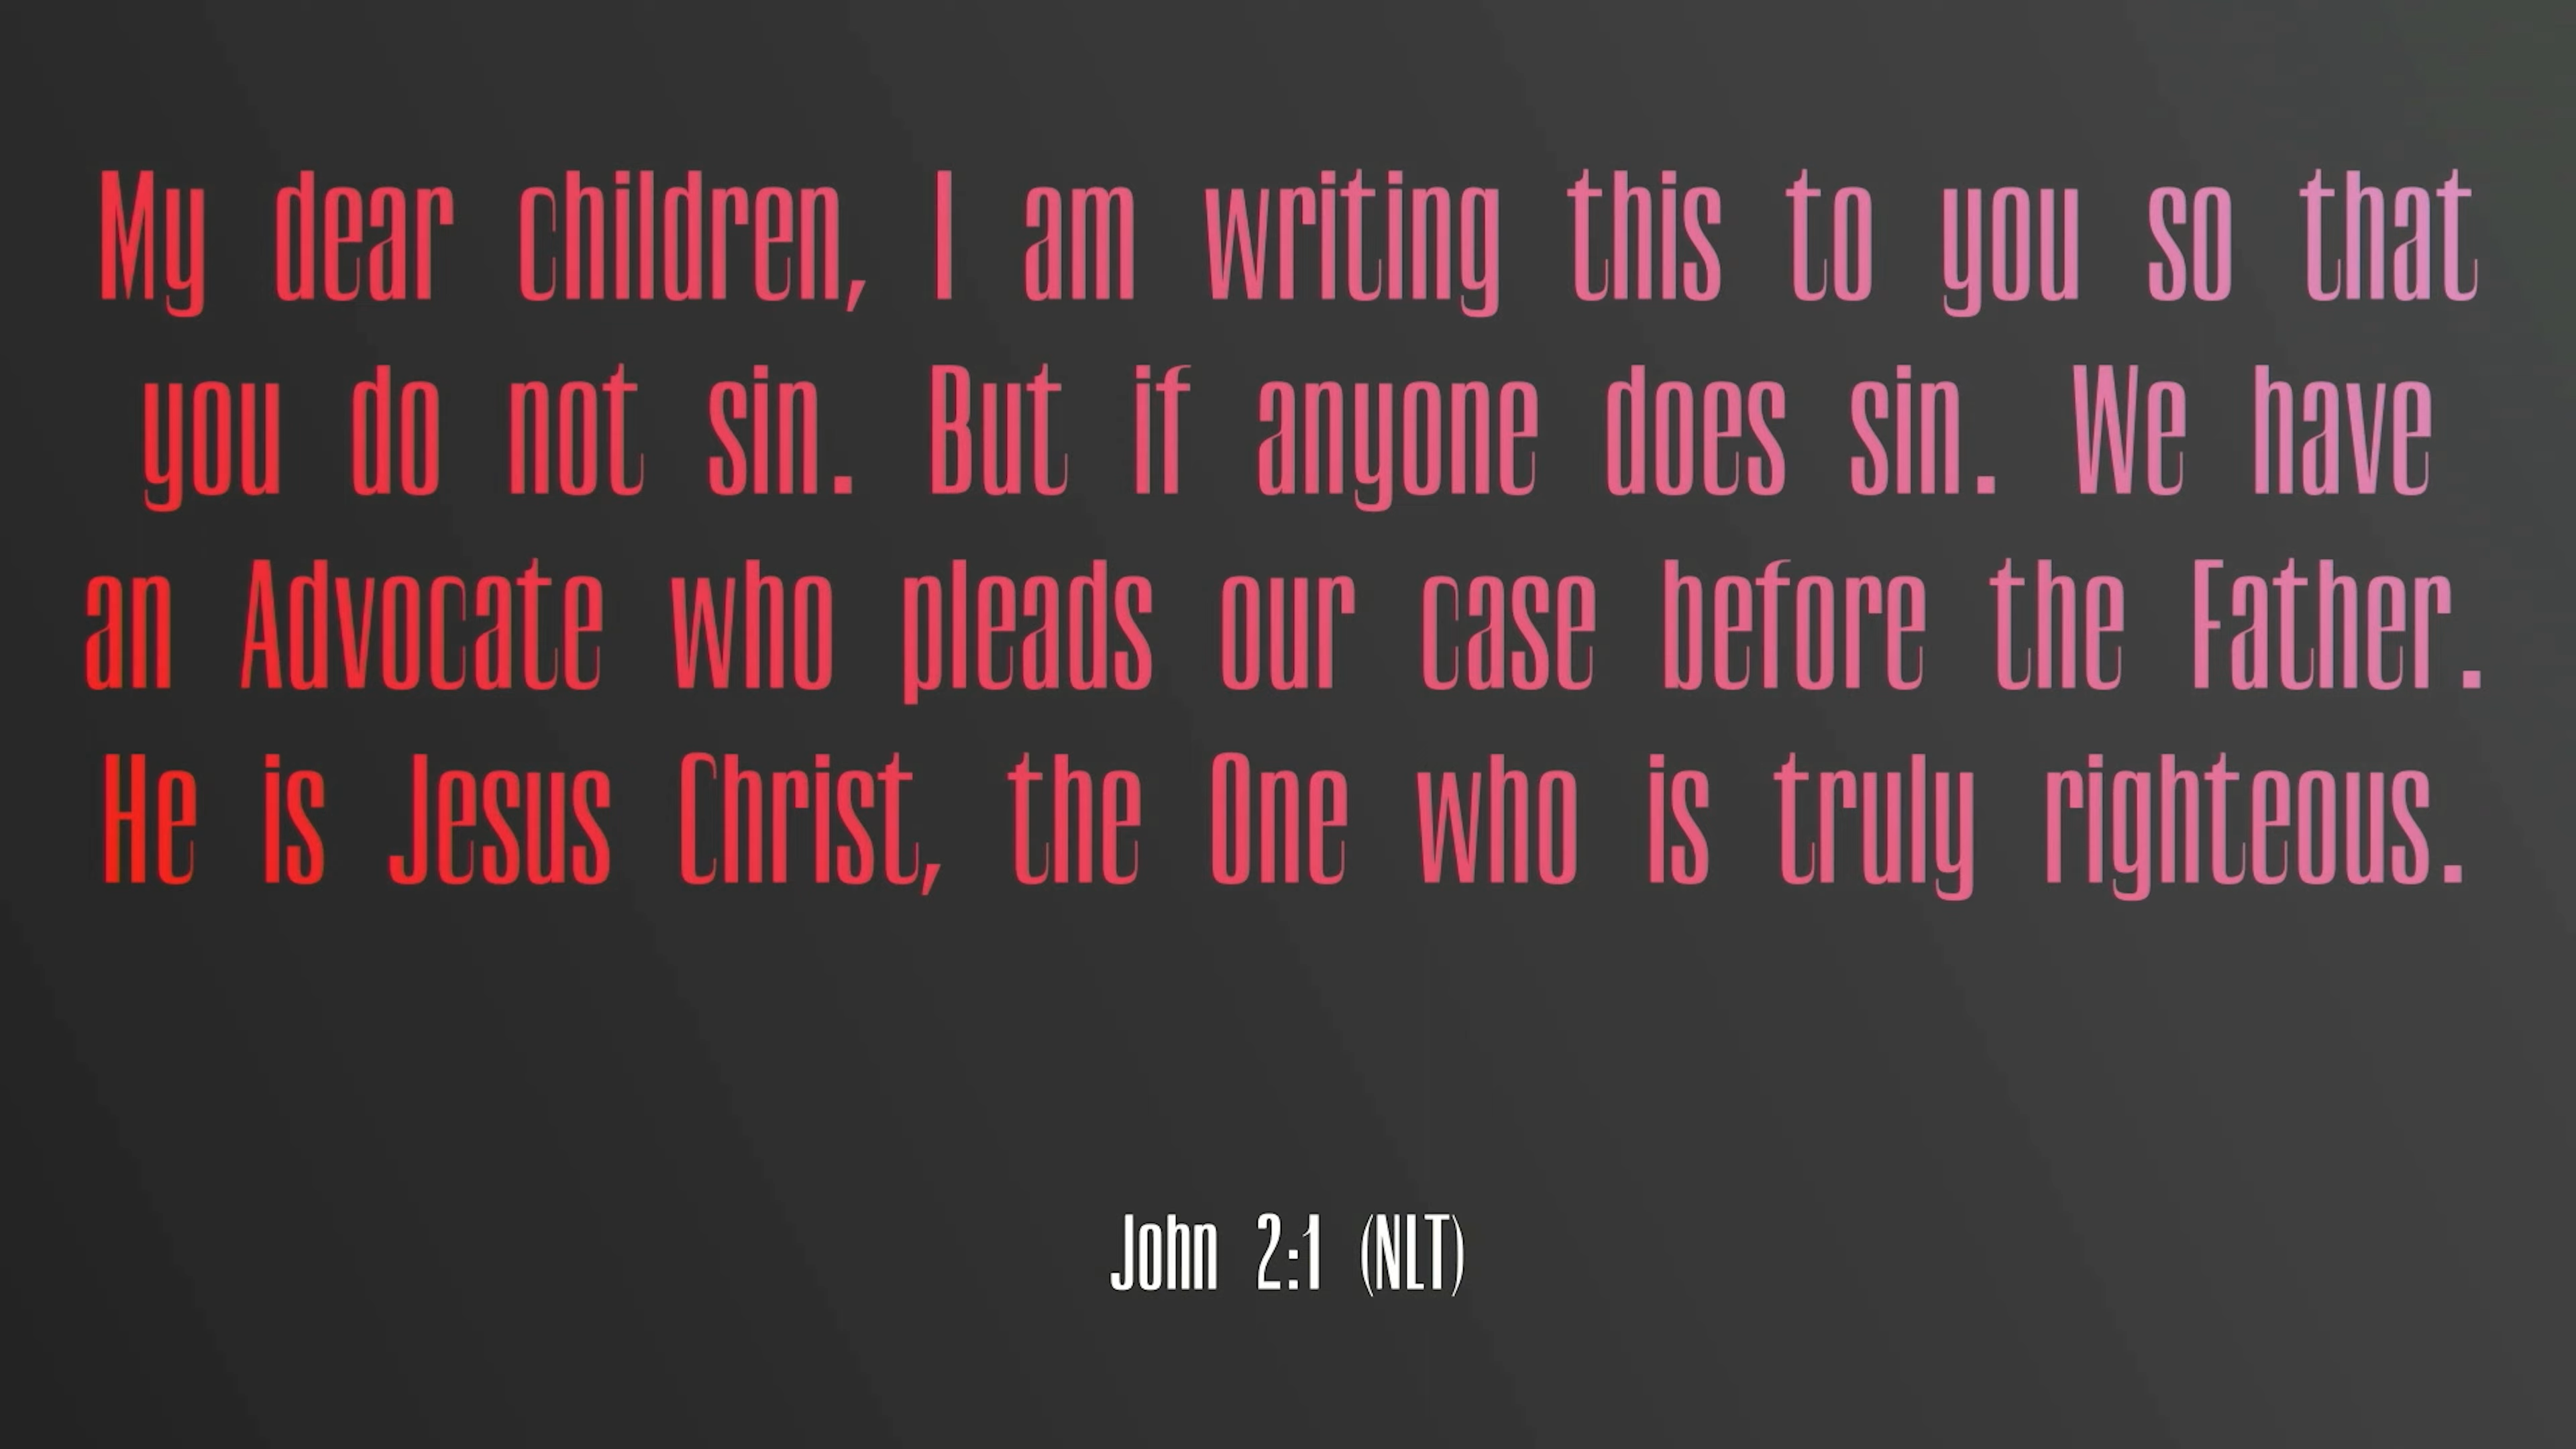 My dear children, I am writing this to you so that
you do not sin. But if anyone does sin. We have
an Advocate who pleads our case before the Father.
He is Jesus Christ, the One who is truly righteous.
John 2:1 (NLT)